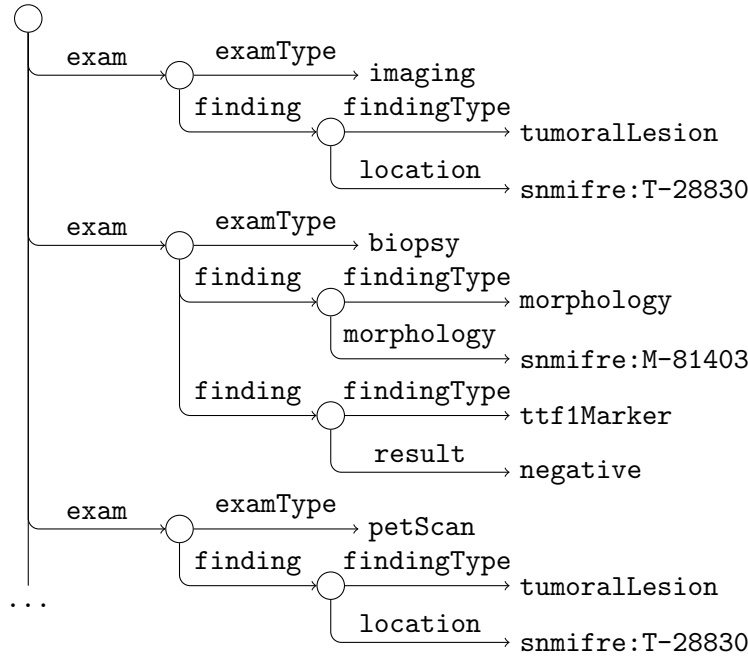 exam examType imaging
finding findingType tumoralLesion
location snmifre:T-28830
exam examType biopsy
finding findingType morphology
morphology snmifre:M-81403
finding findingType ttf1Marker
result negative
exam examType petScan
finding findingType tumoralLesion
...
location snmifre:T-28830